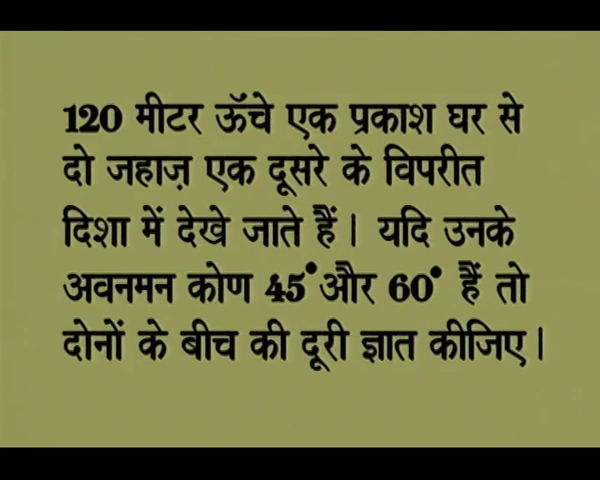 120 मीटर ऊँचे एक प्रकाश घर से
दो जहाज़ एक दूसरे के विपरीत
दिशा में देखे जाते हैं। यदि उनके
अवनमन कोण 45° और 60° हैं तो
दोनों के बीच की दूरी ज्ञात कीजिए।